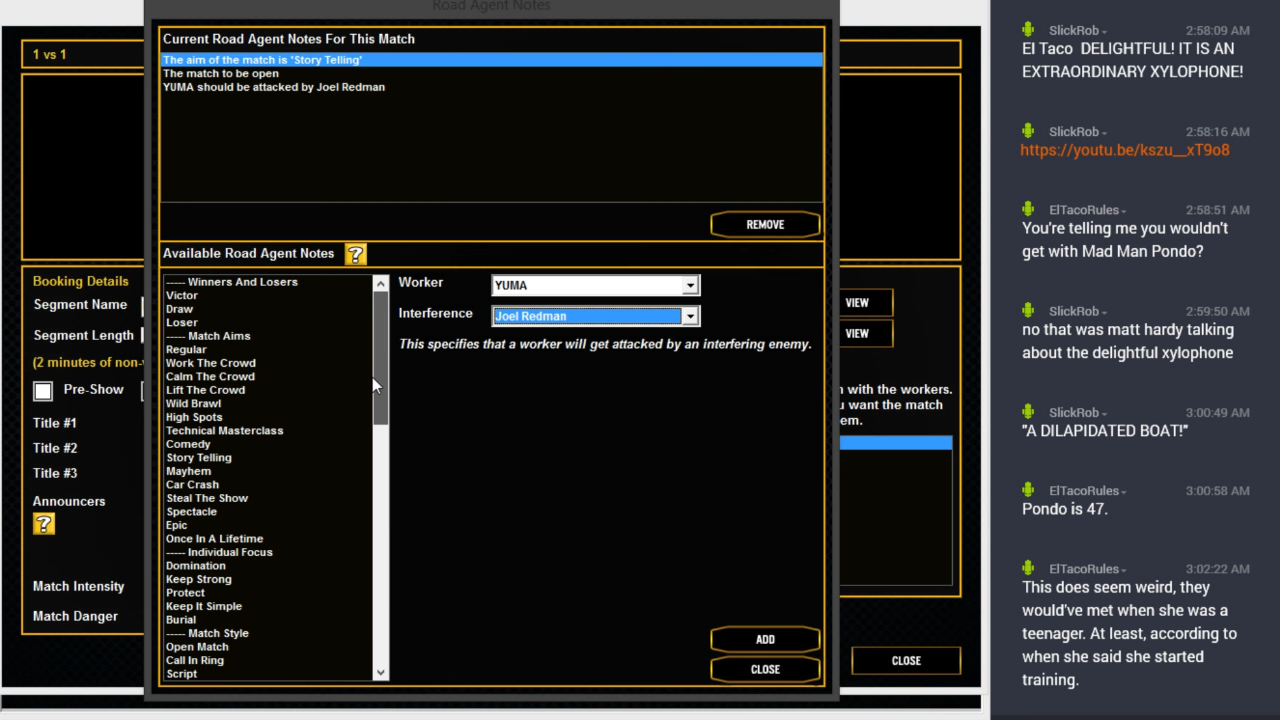 Road Agent Notes
1 vs 1
Current Road Agent Notes For This Match
The aim of the match is 'Story Telling'
The match to be open
YUMA should be attacked by Joel Redman
REMOVE
Available Road Agent Notes ?
----- Winners And Losers
Victor
Draw
Loser
----- Match Aims
Regular
Work The Crowd
Calm The Crowd
Lift The Crowd
Wild Brawl
High Spots
Technical Masterclass
Comedy
Story Telling
Mayhem
Car Crash
Steal The Show
Spectacle
Epic
Once In A Lifetime
----- Individual Focus
Domination
Keep Strong
Protect
Keep It Simple
Burial
----- Match Style
Open Match
Call In Ring
Script
Worker YUMA
Interference Joel Redman
This specifies that a worker will get attacked by an interfering enemy.
ADD
CLOSE
Booking Details
Segment Name
Segment Length
(2 minutes of non-
Pre-Show
Title #1
Title #2
Title #3
Announcers
?
Match Intensity
Match Danger
VIEW
VIEW
with the workers.
want the match
em.
CLOSE
SlickRob 2:58:09 AM
El Taco DELIGHTFUL! IT IS AN
EXTRAORDINARY XYLOPHONE!
SlickRob 2:58:16 AM
https://youtu.be/kszu__xT9o8
ElTacoRules 2:58:51 AM
You're telling me you wouldn't
get with Mad Man Pondo?
SlickRob 2:59:50 AM
no that was matt hardy talking
about the delightful xylophone
SlickRob 3:00:49 AM
"A DILAPIDATED BOAT!"
ElTacoRules 3:00:58 AM
Pondo is 47.
ElTacoRules 3:02:22 AM
This does seem weird, they
would've met when she was a
teenager. At least, according to
when she said she started
training.